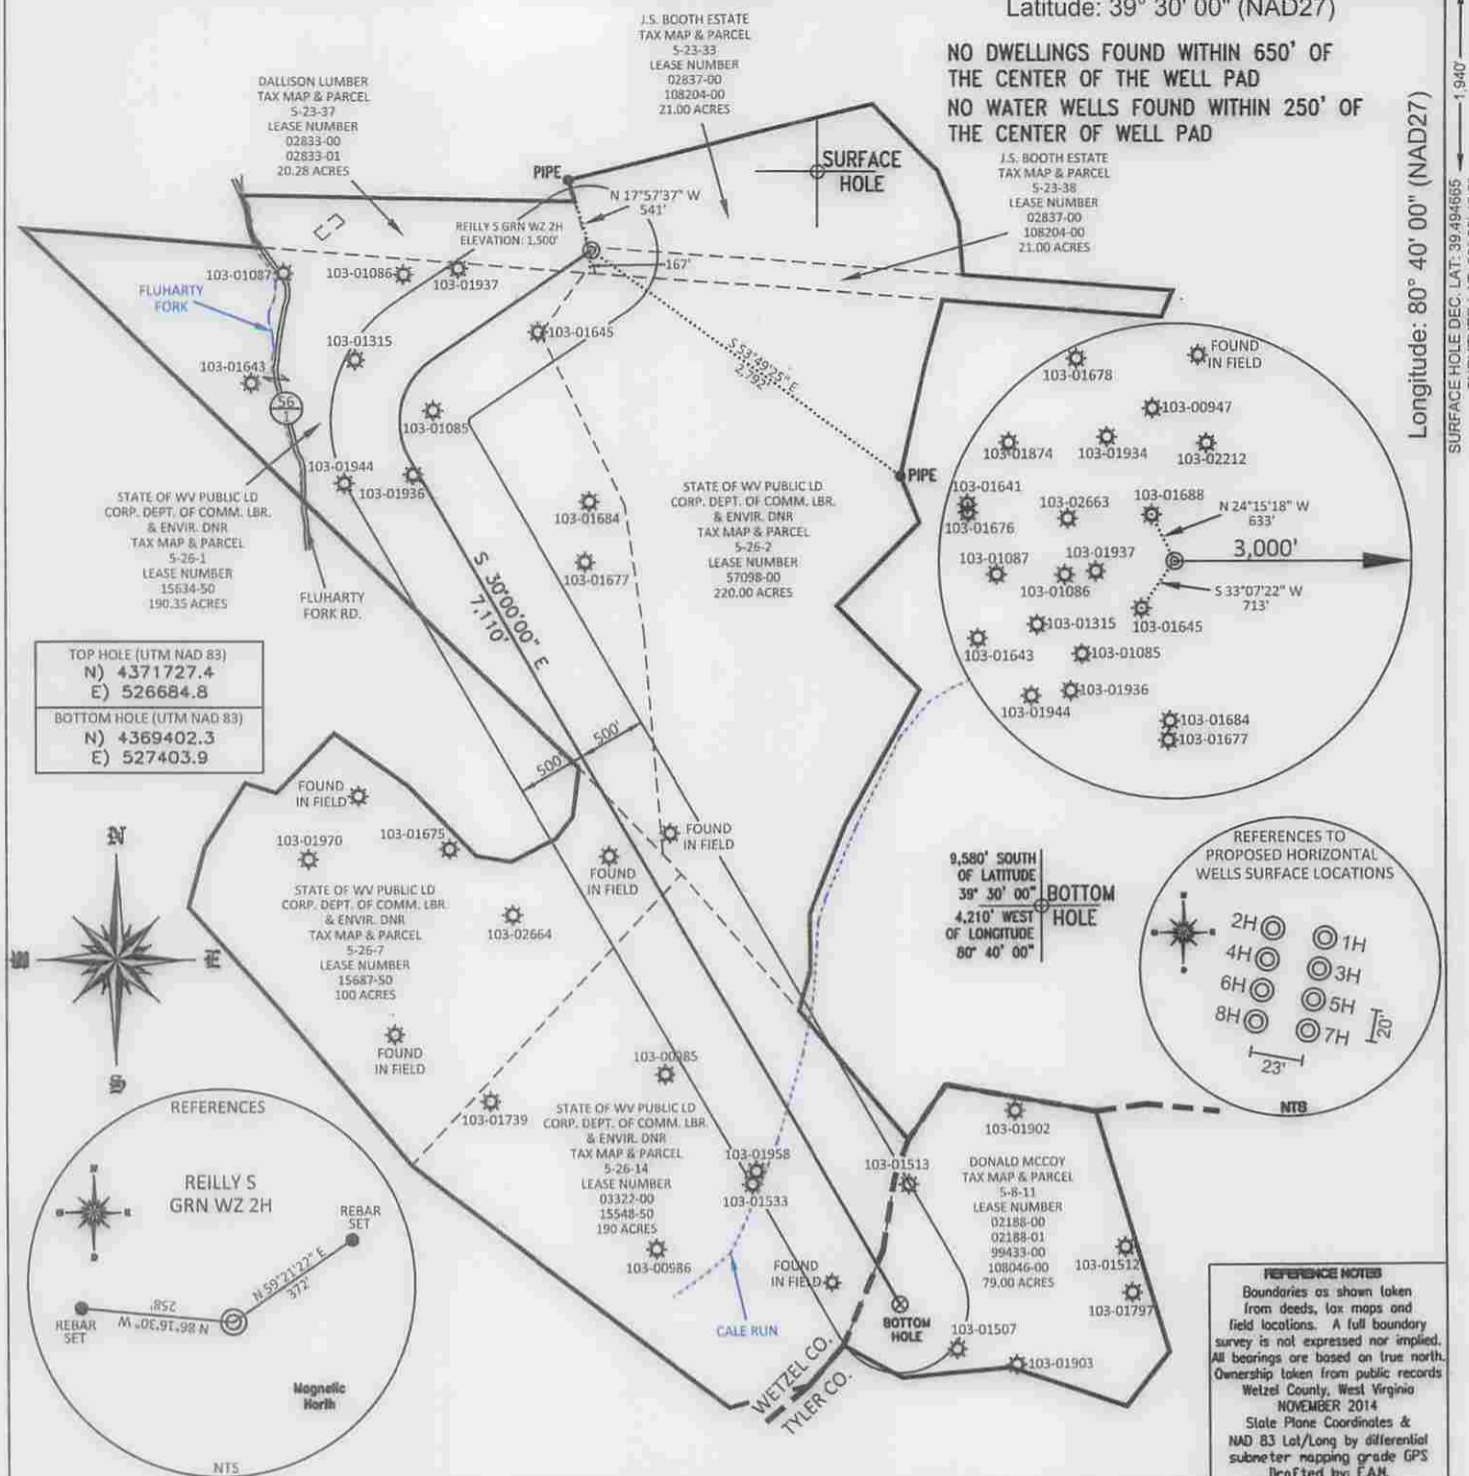 Latitude: 39° 30' 00" (NAD27)
NO DWELLINGS FOUND WITHIN 650' OF
THE CENTER OF THE WELL PAD
NO WATER WELLS FOUND WITHIN 250' OF
THE CENTER OF WELL PAD
Longitude: 80° 40' 00" (NAD27)
SURFACE HOLE DEC. LAT: 39.494665
1,940'
J.S. BOOTH ESTATE
TAX MAP & PARCEL
5-23-33
LEASE NUMBER
02837-00
108204-00
21.00 ACRES
DALLISON LUMBER
TAX MAP & PARCEL
5-23-37
LEASE NUMBER
02833-00
02833-01
20.28 ACRES
PIPE
SURFACE
HOLE
J.S. BOOTH ESTATE
TAX MAP & PARCEL
5-23-38
LEASE NUMBER
02837-00
108204-00
21.00 ACRES
N 17°57'37" W
541'
REILLY S GRN WZ 2H
ELEVATION: 1,500'
167'
103-01087
103-01086
103-01937
FLUHARTY
FORK
103-01315
103-01645
S 53°49'25" E
2,792'
103-01643
56
1
103-01085
103-01944
103-01936
PIPE
STATE OF WV PUBLIC LD
CORP. DEPT. OF COMM. LBR.
& ENVIR. DNR
TAX MAP & PARCEL
5-26-1
LEASE NUMBER
15634-50
190.35 ACRES
FLUHARTY
FORK RD.
103-01684
103-01677
STATE OF WV PUBLIC LD
CORP. DEPT. OF COMM. LBR.
& ENVIR. DNR
TAX MAP & PARCEL
5-26-2
LEASE NUMBER
57098-00
220.00 ACRES
S 30°00'00" E
7,110'
FOUND
IN FIELD
103-01678
103-00947
103-01874
103-01934
103-02212
103-01641
103-01676
103-02663
103-01688
N 24°15'18" W
633'
3,000'
103-01087
103-01937
103-01086
S 33°07'22" W
713'
103-01315
103-01645
103-01643
103-01085
103-01936
103-01944
103-01684
103-01677
TOP HOLE (UTM NAD 83)
N) 4371727.4
E) 526684.8
BOTTOM HOLE (UTM NAD 83)
N) 4369402.3
E) 527403.9
500'
500'
FOUND
IN FIELD
103-01970
103-01675
FOUND
IN FIELD
FOUND
IN FIELD
STATE OF WV PUBLIC LD
CORP. DEPT. OF COMM. LBR
& ENVIR. DNR
TAX MAP & PARCEL
5-26-7
LEASE NUMBER
15687-50
100 ACRES
103-02664
FOUND
IN FIELD
N
E
S
9,580' SOUTH
OF LATITUDE
39° 30' 00"
4,210' WEST
OF LONGITUDE
80° 40' 00"
BOTTOM
HOLE
REFERENCES TO
PROPOSED HORIZONTAL
WELLS SURFACE LOCATIONS
2H
1H
4H
3H
6H
5H
8H
7H
20'
23'
NTS
103-00985
103-01739
STATE OF WV PUBLIC LD
CORP. DEPT. OF COMM. LBR.
& ENVIR. DNR
TAX MAP & PARCEL
5-26-14
LEASE NUMBER
03322-00
15548-50
190 ACRES
103-01958
103-01533
103-00986
CALE RUN
FOUND
IN FIELD
103-01513
103-01902
DONALD MCCOY
TAX MAP & PARCEL
5-8-11
LEASE NUMBER
02188-00
02188-01
99433-00
108046-00
79.00 ACRES
103-01512
103-01797
BOTTOM
HOLE
103-01507
103-01903
WETZEL CO.
TYLER CO.
REFERENCES
REILLY S
GRN WZ 2H
REBAR
SET
N 59°21'22" E
372'
258'
N 86°16'30" W
REBAR
SET
Magnetic
North
NTS
REFERENCE NOTES
Boundaries as shown taken
from deeds, tax maps and
field locations. A full boundary
survey is not expressed nor implied.
All bearings are based on true north.
Ownership taken from public records
Wetzel County, West Virginia
NOVEMBER 2014
State Plane Coordinates &
NAD 83 Lat/Long by differential
submeter mapping grade GPS
Drafted by: F.A.N.